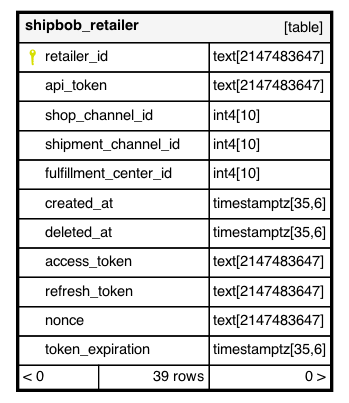 shipbob_retailer [table]
retailer_id text[2147483647]
api_token text[2147483647]
shop_channel_id int4[10]
shipment_channel_id int4[10]
fulfillment_center_id int4[10]
created_at timestamptz[35,6]
deleted_at timestamptz[35,6]
access_token text[2147483647]
refresh_token text[2147483647]
nonce text[2147483647]
token_expiration timestamptz[35,6]
< 0 39 rows 0 >